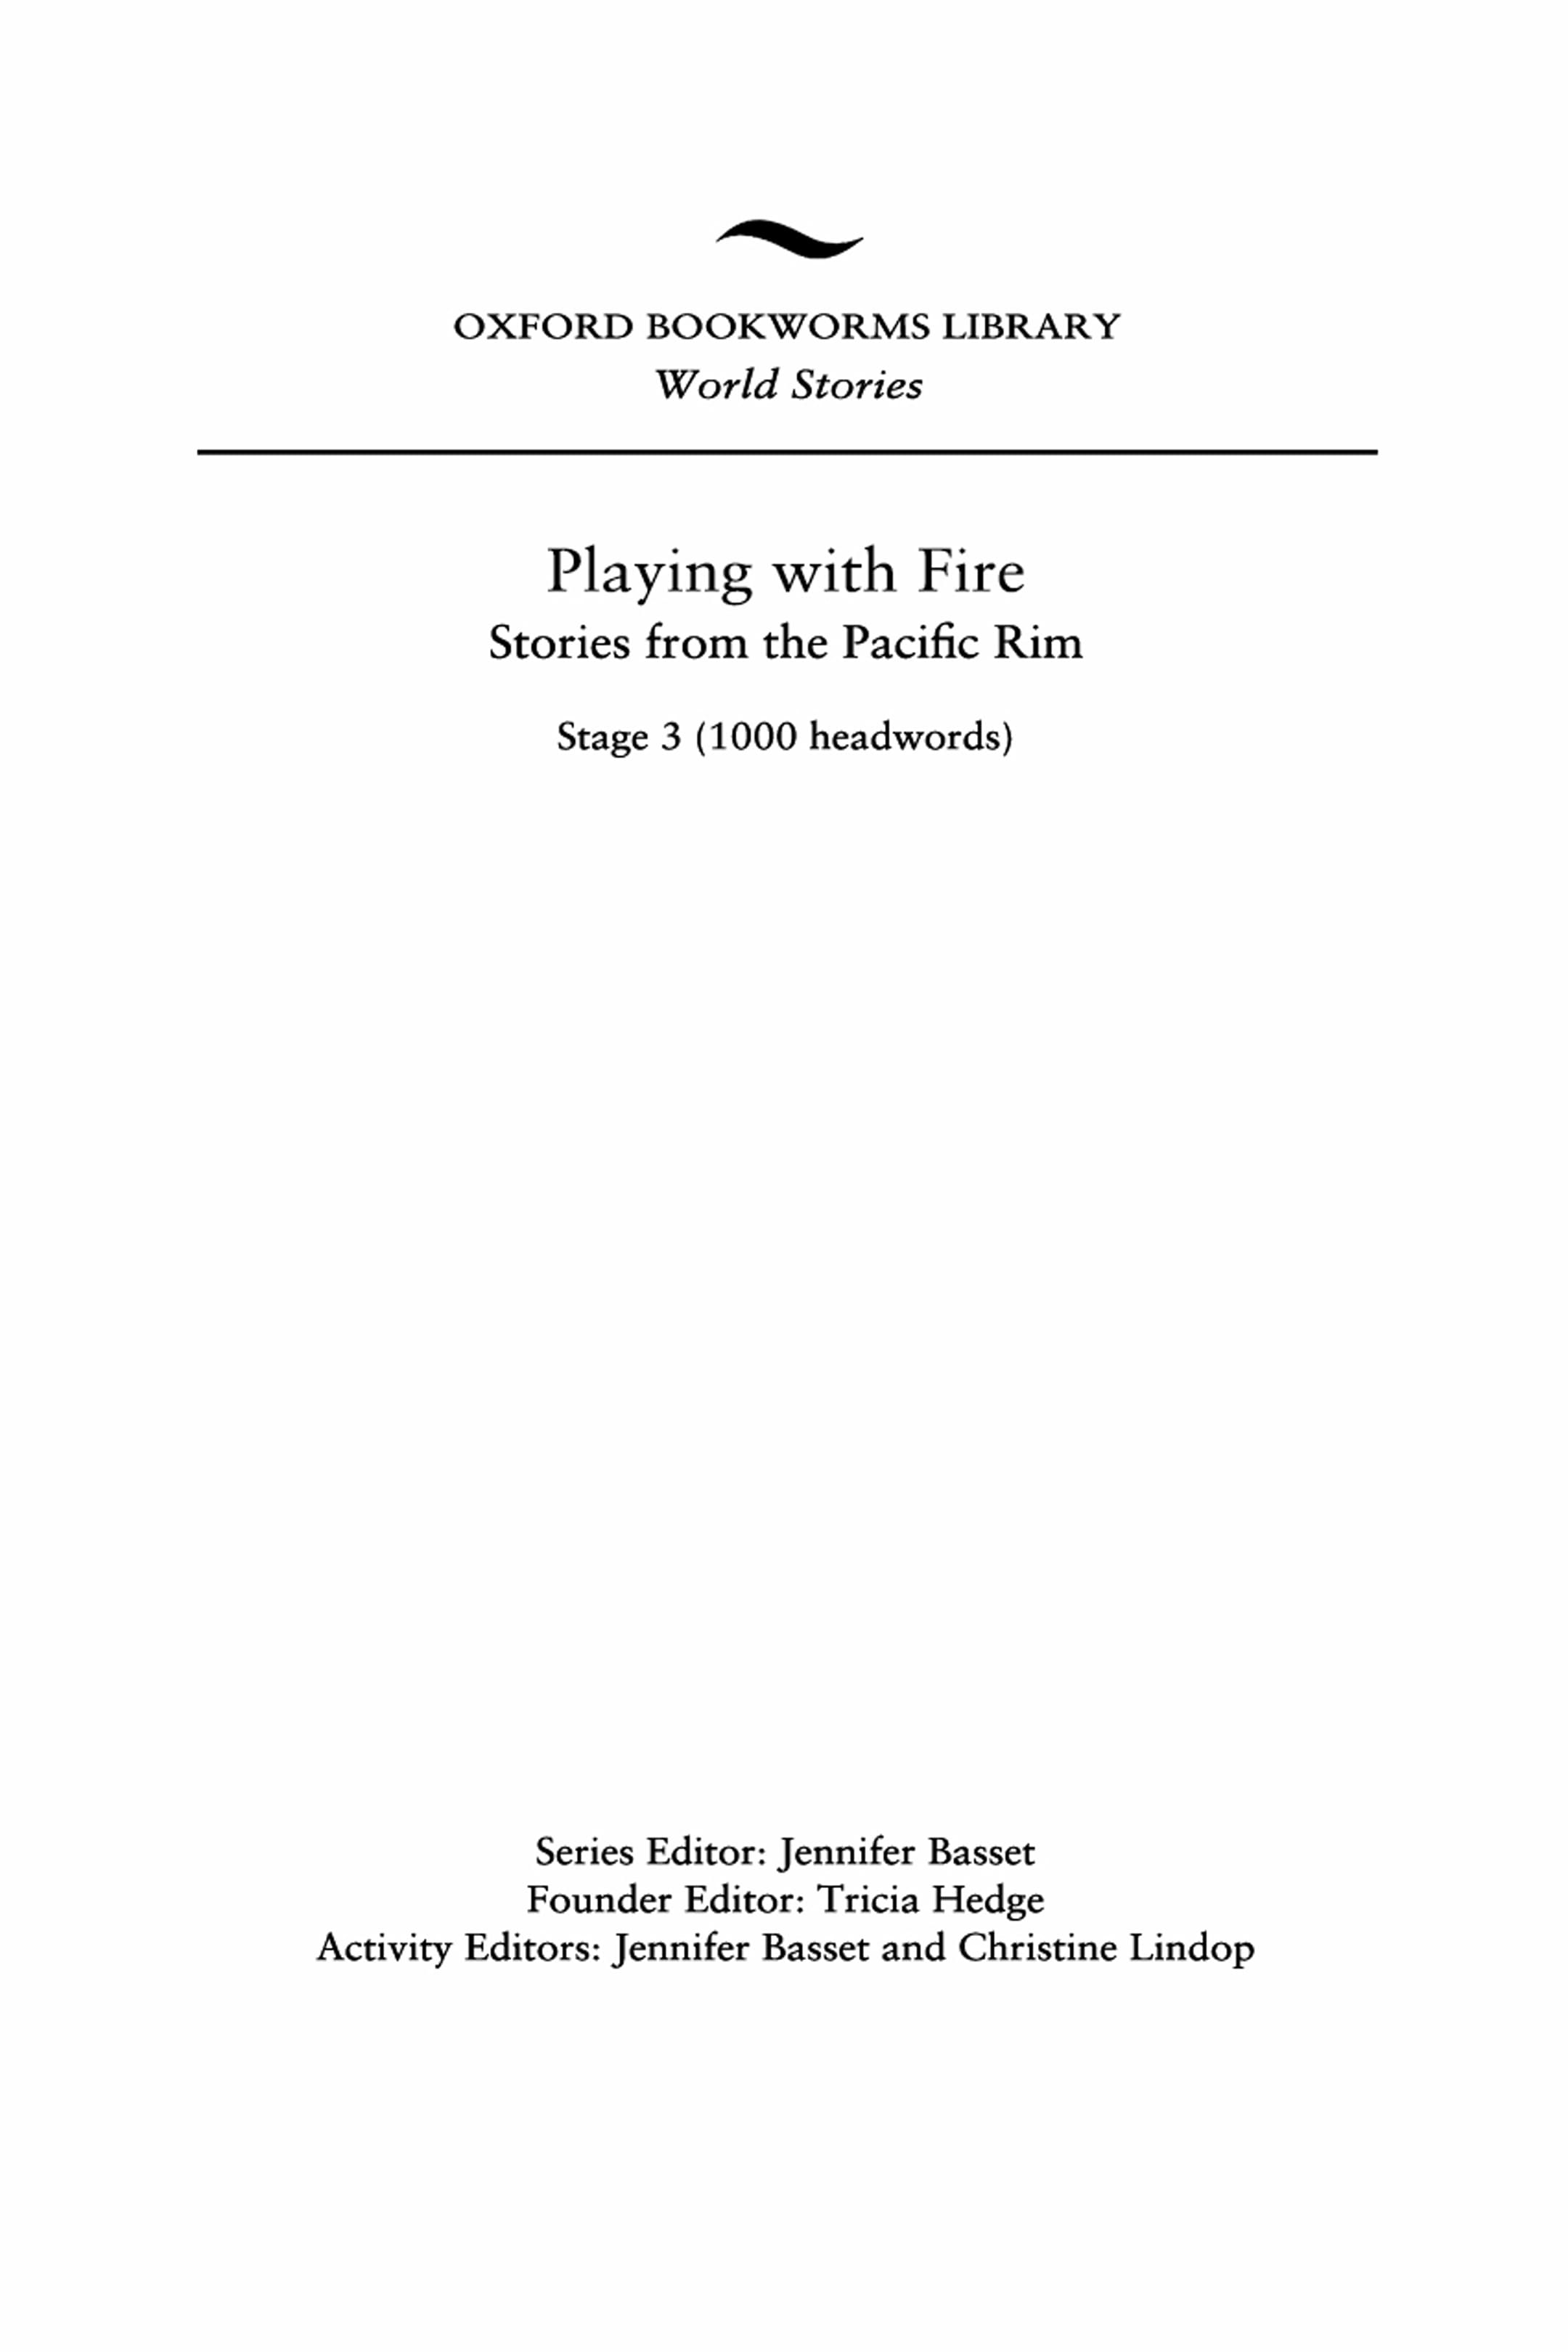 OXFORD BOOKWORMS LIBRARY
World Stories
Playing with Fire
Stories from the Pacific Rim
Stage 3 (1000 headwords)
Series Editor: Jennifer Basset
Founder Editor: Tricia Hedge
Activity Editors: Jennifer Basset and Christine Lindop